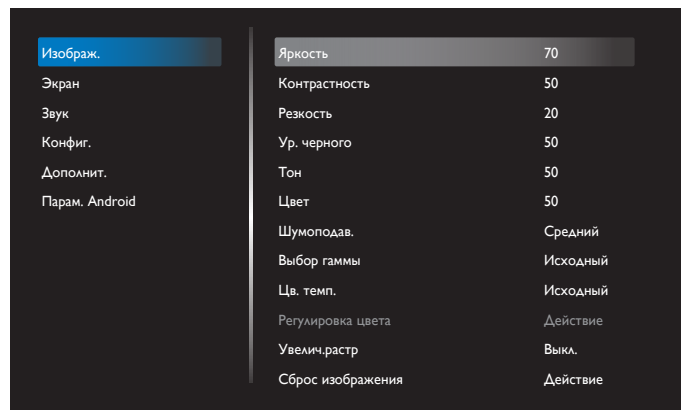 Изображ.
Экран
Звук
Конфиг.
Дополнит.
Парам. Android
Яркость 70
Контрастность 50
Резкость 20
Ур. черного 50
Тон 50
Цвет 50
Шумоподав. Средний
Выбор гаммы Исходный
Цв. темп. Исходный
Регулировка цвета Действие
Увелич.растр Выкл.
Сброс изображения Действие